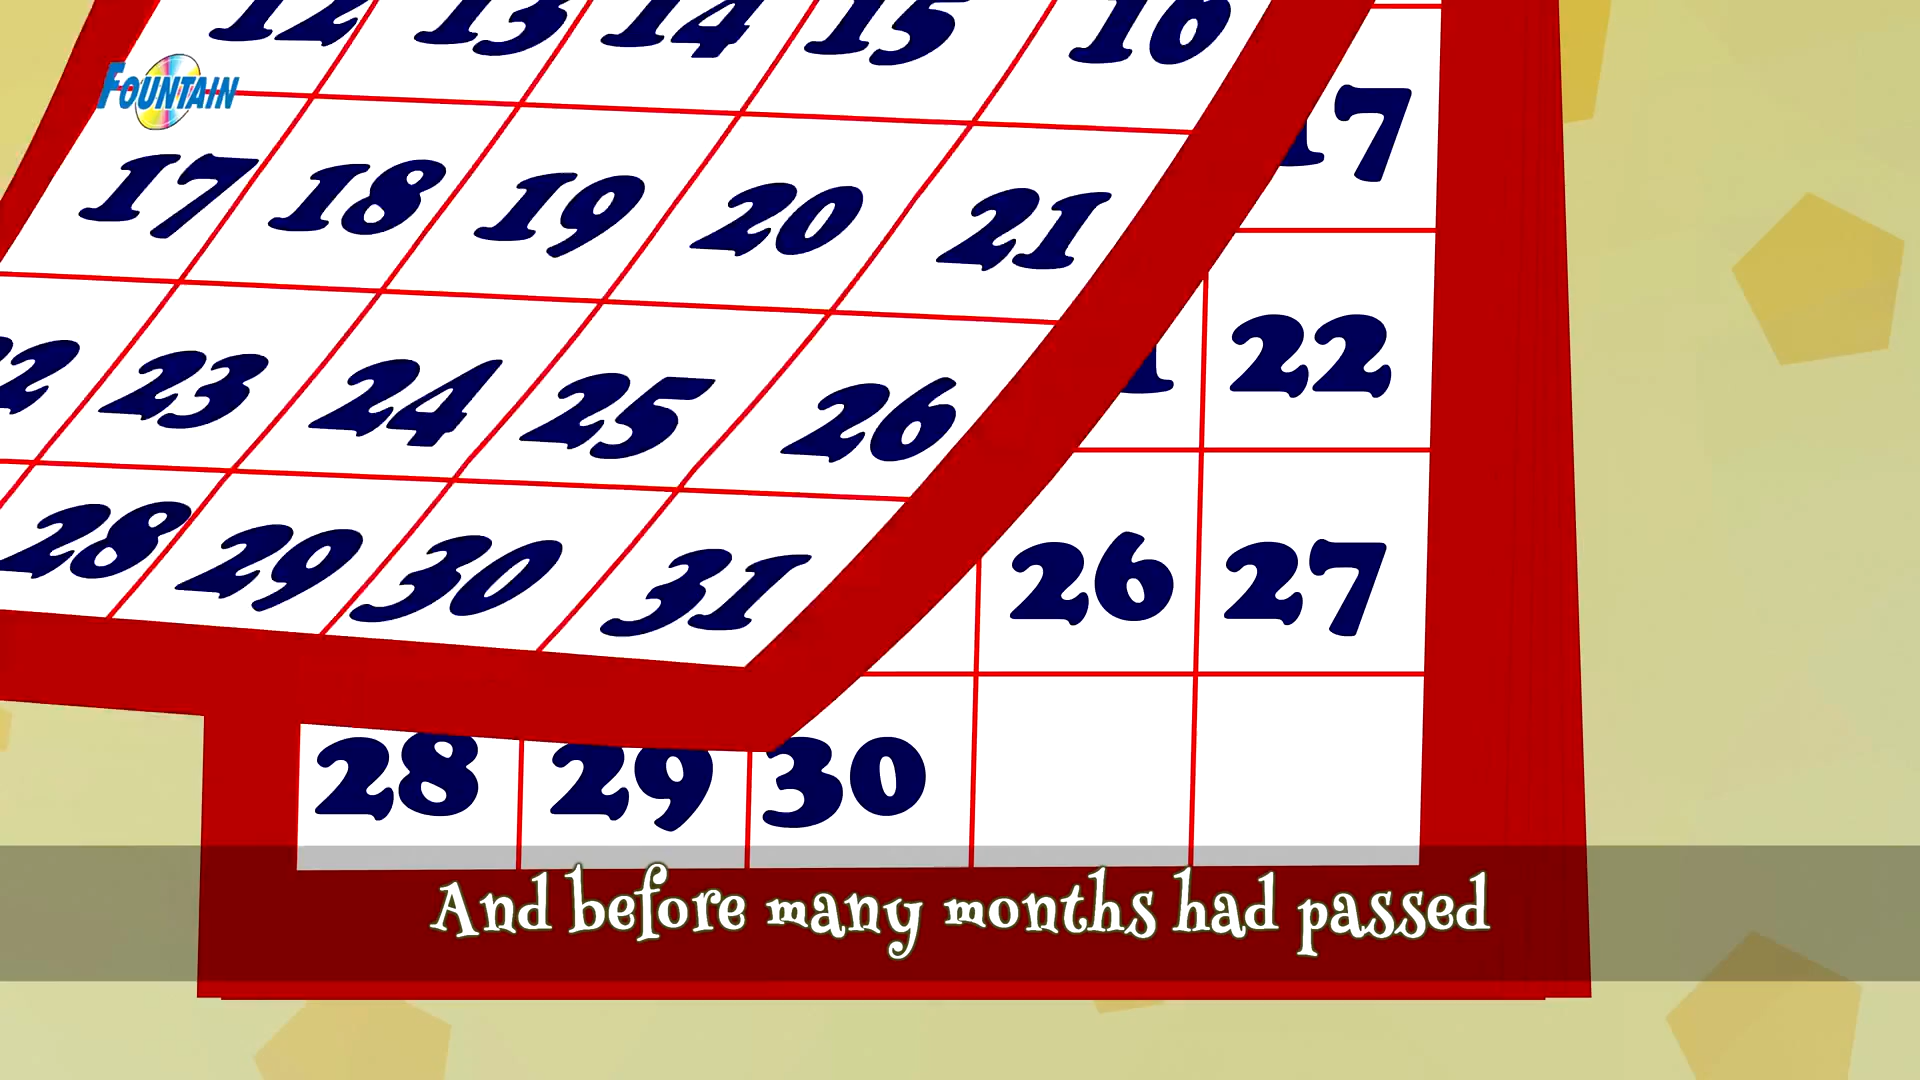 FOUNTAIN
12 13 14 15 16
17 18 19 20 21
23 24 25 26
28 29 30 31
17
22
26 27
28 29 30
And before many months had passed